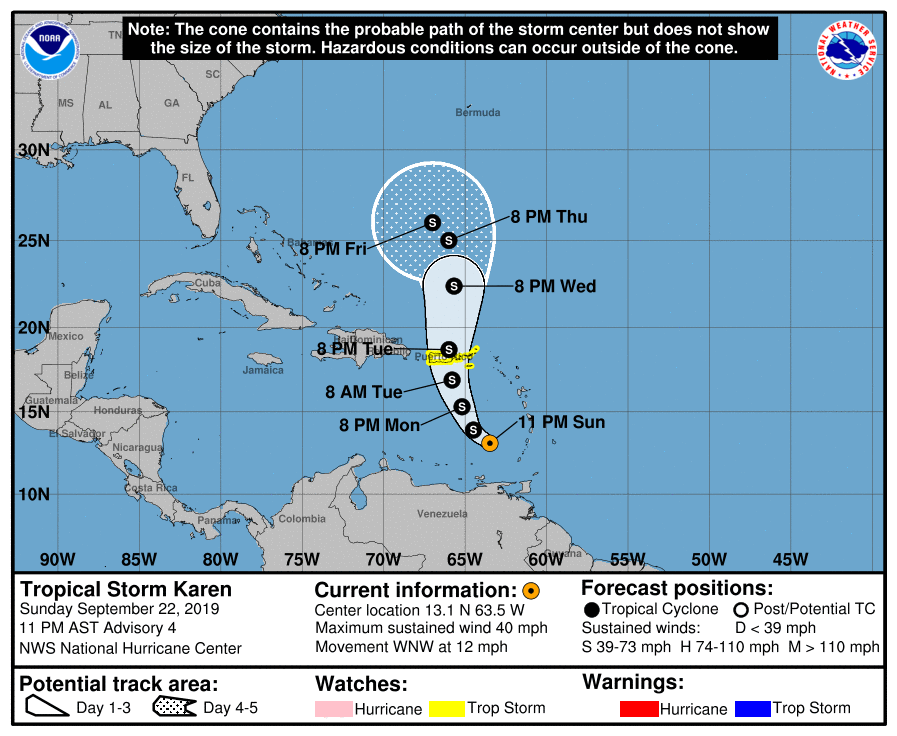 Note: The cone contains the probable path of the storm center but does not show
the size of the storm. Hazardous conditions can occur outside of the cone.
NOAA
NATIONAL WEATHER SERVICE
TN
SC
MS
AL
GA
Bermuda
30N
FL
8 PM Thu
25N
8 PM Fri
Cuba
8 PM Wed
20N
Mexico
8 PM Tue
Puerto Rico
Jamaica
Belize
8 AM Tue
Guatemala
15N
Honduras
8 PM Mon
11 PM Sun
El Salvador
Nicaragua
Costa Rica
10N
Panama
Colombia
Venezuela
Guyana
90W 85W 80W 75W 70W 65W 60W 55W 50W 45W
Tropical Storm Karen
Sunday September 22, 2019
11 PM AST Advisory 4
NWS National Hurricane Center
Current information:
Center location 13.1 N 63.5 W
Maximum sustained wind 40 mph
Movement WNW at 12 mph
Forecast positions:
Tropical Cyclone Post/Potential TC
Sustained winds: D < 39 mph
S 39-73 mph H 74-110 mph M > 110 mph
Potential track area:
Day 1-3 Day 4-5
Watches:
Hurricane Trop Storm
Warnings:
Hurricane Trop Storm